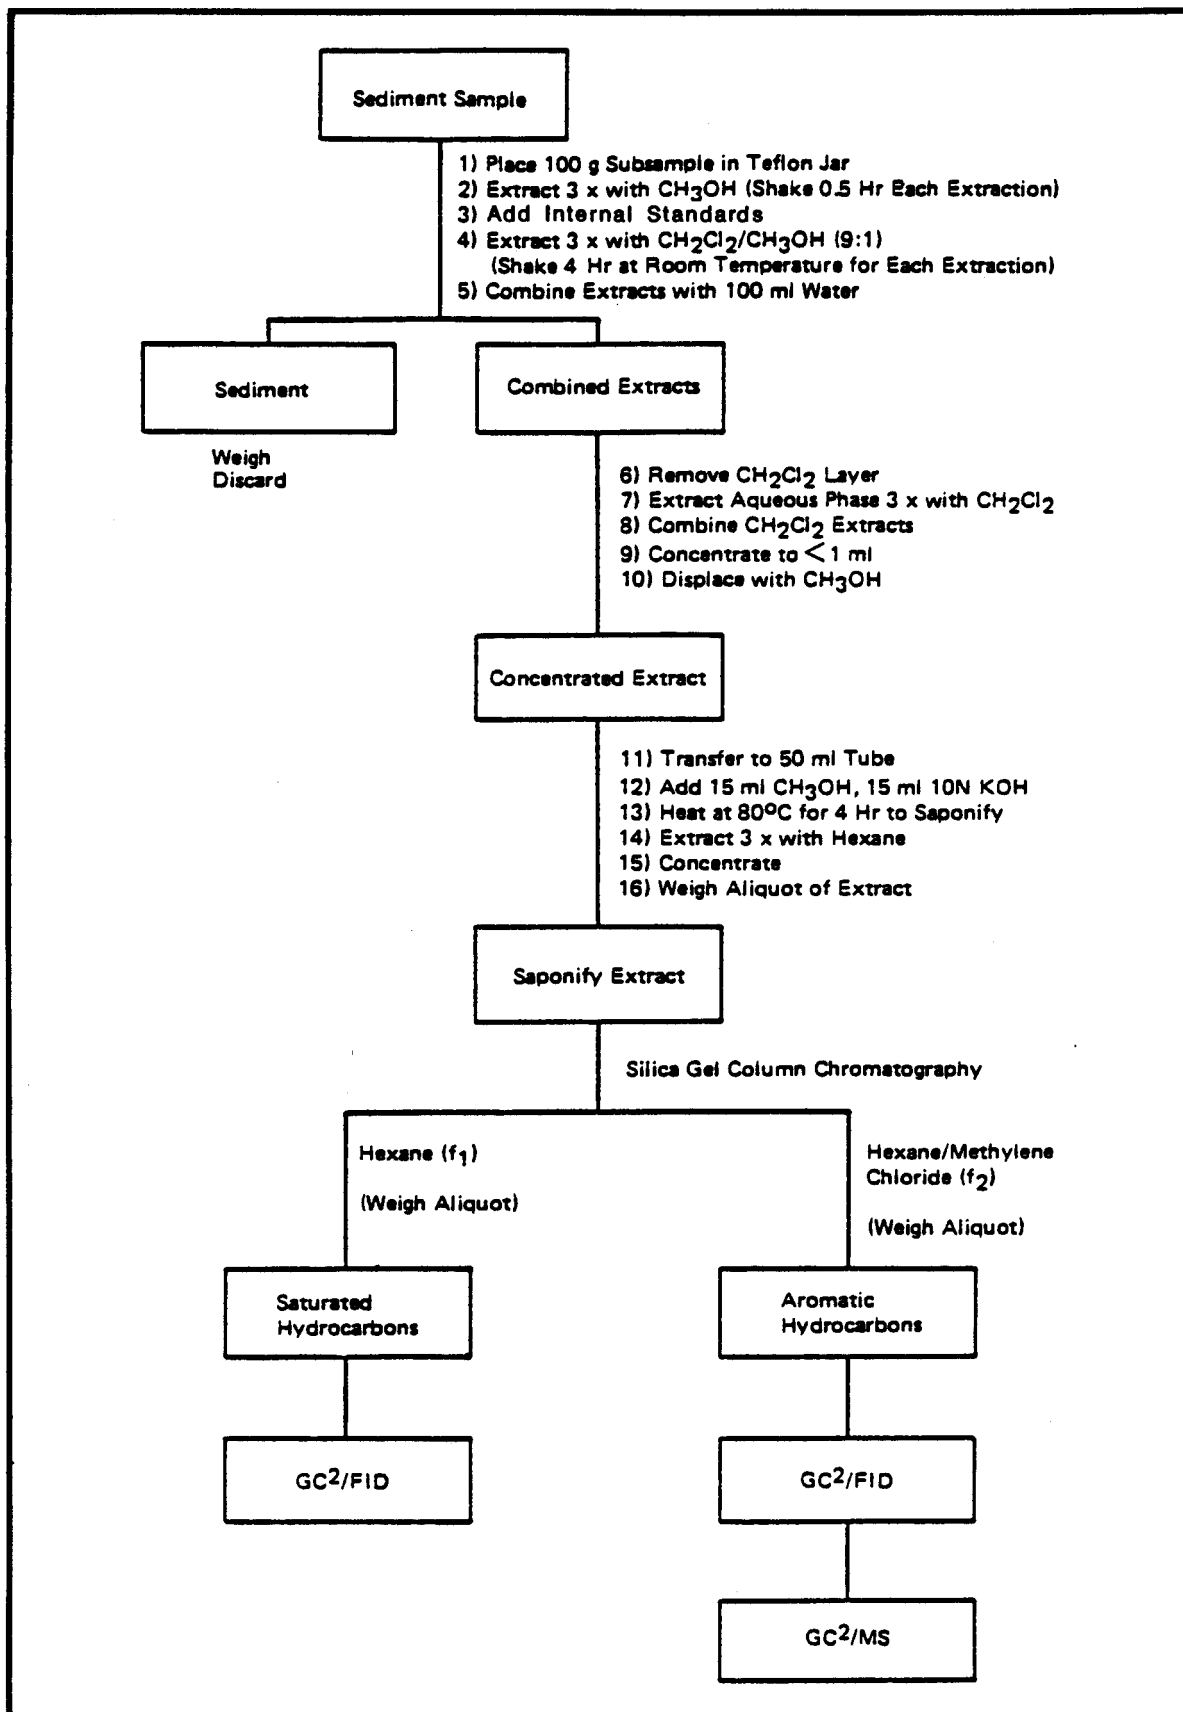 Sediment Sample
1) Place 100 g Subsample in Teflon Jar
2) Extract 3 x with CH3OH (Shake 0.5 Hr Each Extraction)
3) Add Internal Standards
4) Extract 3 x with CH2Cl2/CH3OH (9:1)
(Shake 4 Hr at Room Temperature for Each Extraction)
5) Combine Extracts with 100 ml Water
Sediment
Combined Extracts
Weigh
Discard
6) Remove CH2Cl2 Layer
7) Extract Aqueous Phase 3 x with CH2Cl2
8) Combine CH2Cl2 Extracts
9) Concentrate to < 1 ml
10) Displace with CH3OH
Concentrated Extract
11) Transfer to 50 ml Tube
12) Add 15 ml CH3OH, 15 ml 10N KOH
13) Heat at 80°C for 4 Hr to Saponify
14) Extract 3 x with Hexane
15) Concentrate
16) Weigh Aliquot of Extract
Saponify Extract
Silica Gel Column Chromatography
Hexane (f1)
(Weigh Aliquot)
Hexane/Methylene
Chloride (f2)
(Weigh Aliquot)
Saturated
Hydrocarbons
Aromatic
Hydrocarbons
GC²/FID
GC²/FID
GC²/MS